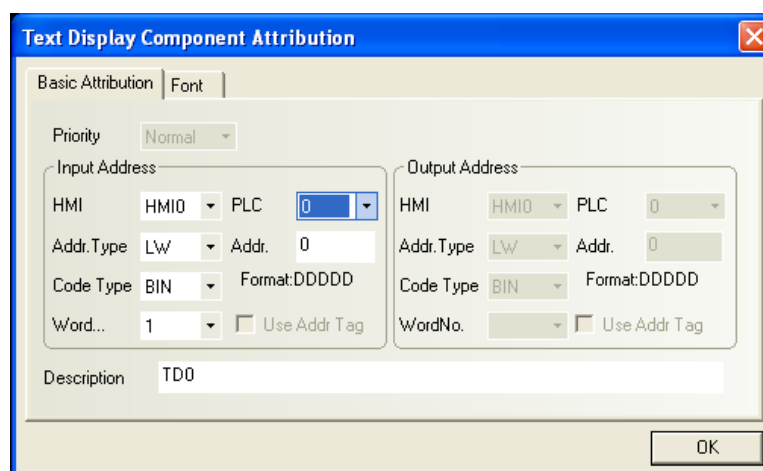 Text Display Component Attribution
Basic Attribution Font
Priority Normal
Input Address
HMI HMI0 PLC 0
Addr.Type LW Addr. 0
Code Type BIN Format:DDDDD
Word... 1 Use Addr Tag
Output Address
HMI HMI0 PLC 0
Addr.Type LW Addr. 0
Code Type BIN Format:DDDDD
WordNo. Use Addr Tag
Description TD0
OK